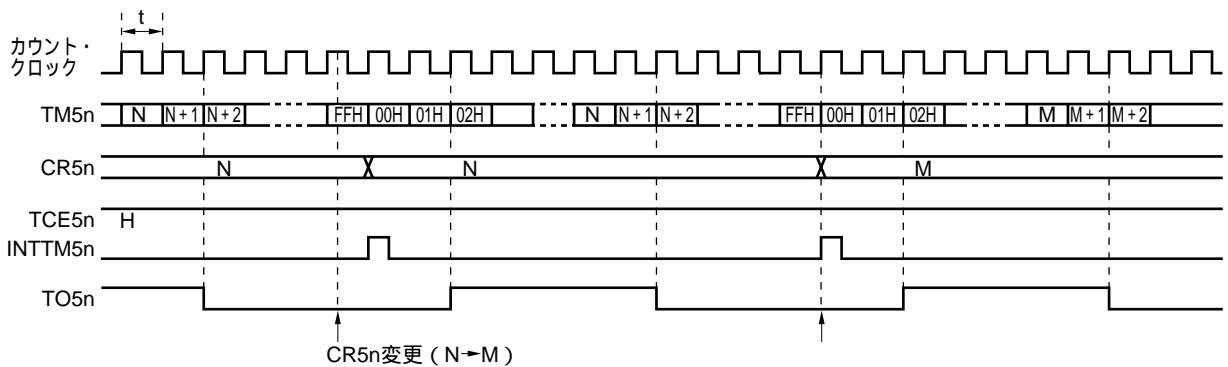 t
カウント・
クロック
TM5n N N+1 N+2 FFH 00H 01H 02H N N+1 N+2 FFH 00H 01H 02H M M+1 M+2
CR5n N N M
TCE5n H
INTTM5n
TO5n
CR5n変更（N→M）